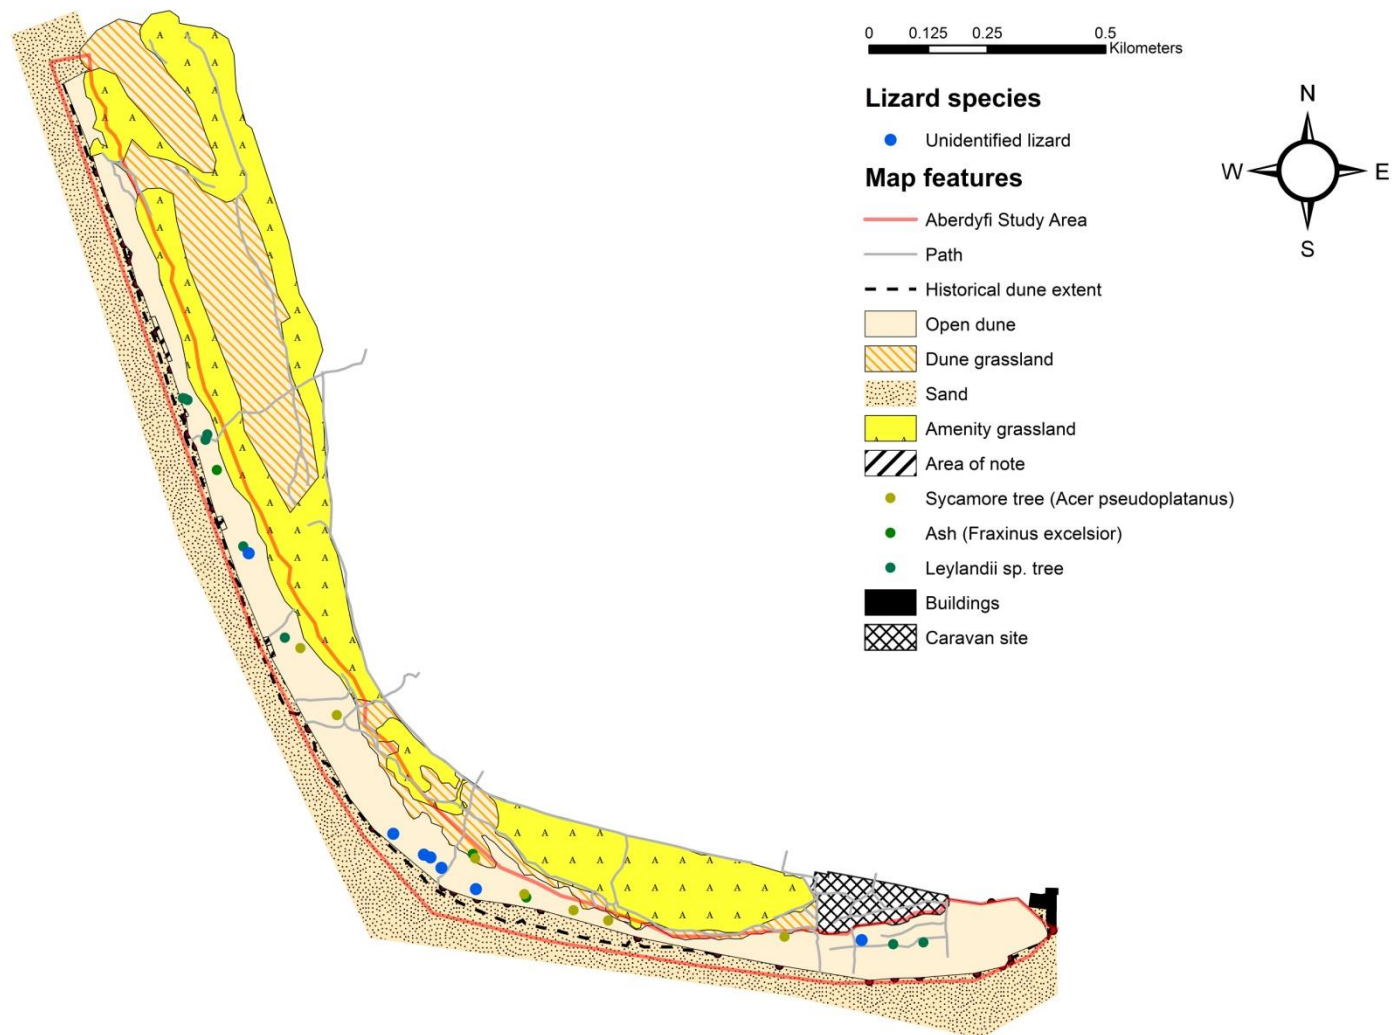 0 0.125 0.25 0.5
Kilometers
Lizard species
Unidentified lizard
Map features
Aberdyfi Study Area
Path
Historical dune extent
Open dune
Dune grassland
Sand
Amenity grassland
Area of note
Sycamore tree (Acer pseudoplatanus)
Ash (Fraxinus excelsior)
Leylandii sp. tree
Buildings
Caravan site
N
W E
S